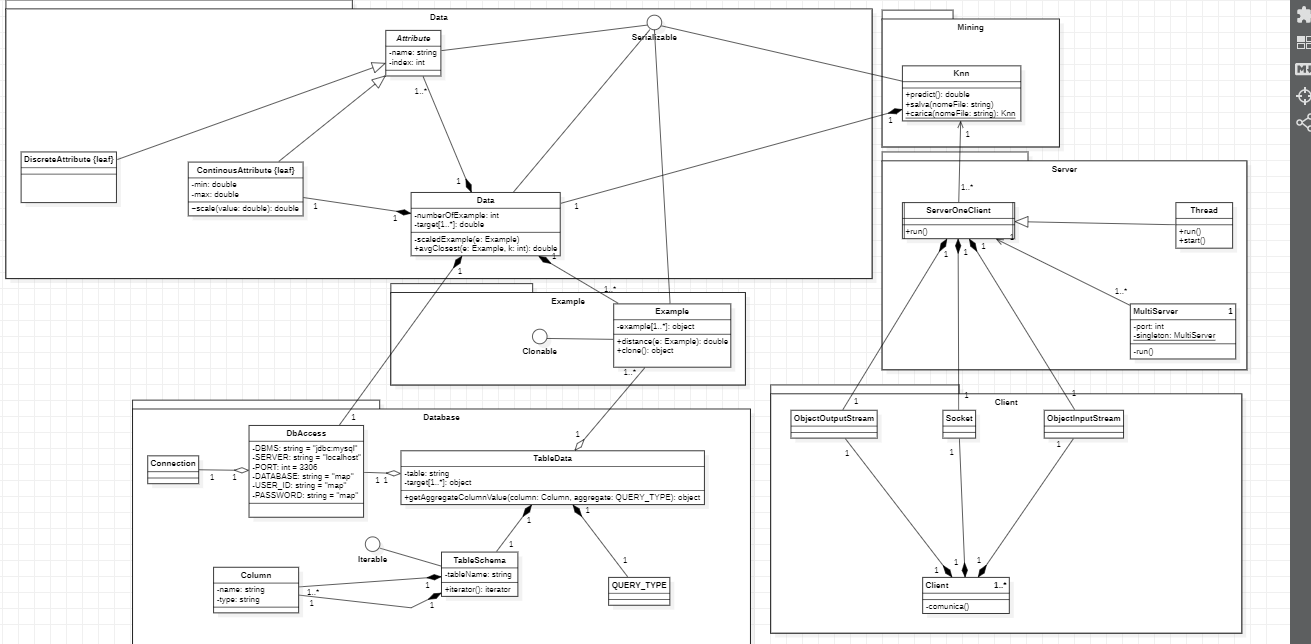 Data
Serializable
Attribute
-name: string
-index: int
1..*
DiscreteAttribute {leaf}
ContinousAttribute {leaf}
-min: double
-max: double
~scale(value: double): double
1
1
1
Data
-numberOfExample: int
-target[1..*]: double
-scaledExample(e: Example)
+avgClosest(e: Example, k: int): double
1
1
1
Mining
Knn
+predict(): double
+salva(nomeFile: string)
+carica(nomeFile: string): Knn
1
1
Server
1..*
ServerOneClient
+run()
Thread
+run()
+start()
1
1
1
1
1..*
MultiServer
1
-port: int
-singleton: MultiServer
-run()
Example
1..*
Example
-example[1..*]: object
+distance(e: Example): double
+clone(): object
Clonable
1..*
Client
1
1
1
ObjectOutputStream
Socket
ObjectInputStream
1
1
1
1
1
1
Client
1..*
-comunica()
Database
1
DbAccess
-DBMS: string = "jdbc:mysql"
-SERVER: string = "localhost"
-PORT: int = 3306
-DATABASE: string = "map"
-USER_ID: string = "map"
-PASSWORD: string = "map"
Connection
1
1
1
1
1
TableData
-table: string
-target[1..*]: object
+getAggregateColumnValue(column: Column, aggregate: QUERY_TYPE): object
1
1
1
1
Iterable
TableSchema
-tableName: string
+iterator(): iterator
QUERY_TYPE
Column
-name: string
-type: string
1..*
1
1
1